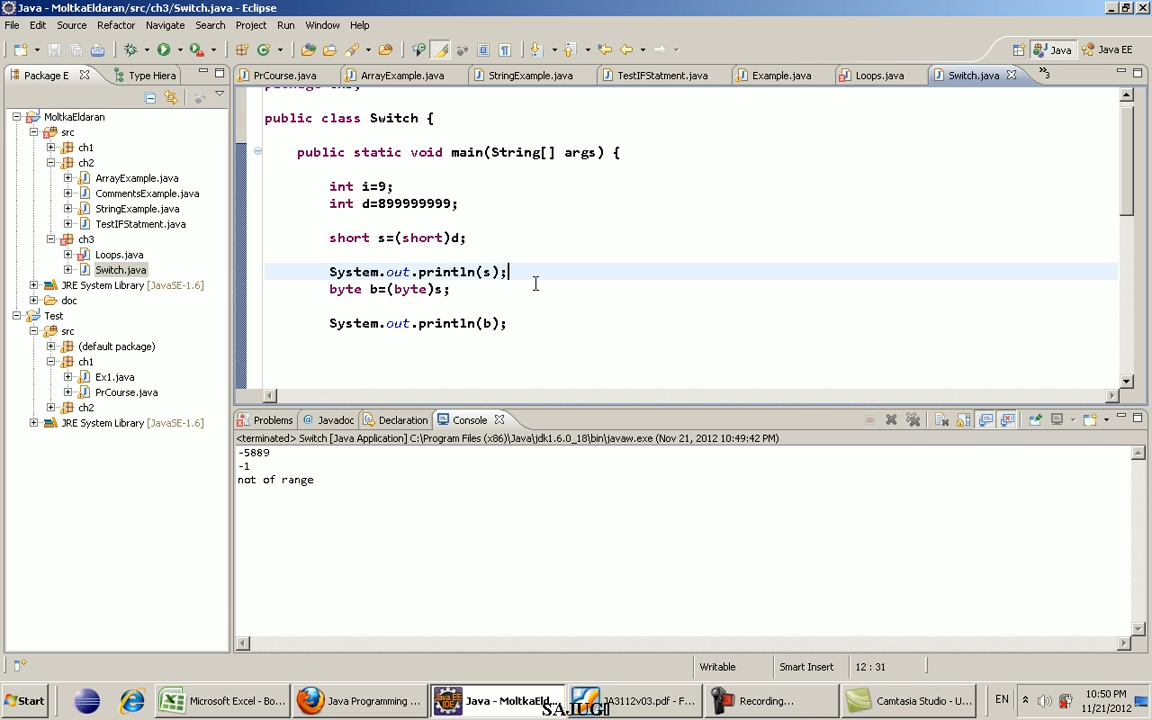 Java - MoltkaEldaran/src/ch3/Switch.java - Eclipse
File Edit Source Refactor Navigate Search Project Run Window Help
Java Java EE
Package E Type Hiera PrCourse.java ArrayExample.java StringExample.java TestIFStatment.java Example.java Loops.java Switch.java »3
MoltkaEldaran
src
ch1
ch2
ArrayExample.java
CommentsExample.java
StringExample.java
TestIFStatment.java
ch3
Loops.java
Switch.java
JRE System Library [JavaSE-1.6]
doc
Test
src
(default package)
ch1
Ex1.java
PrCourse.java
ch2
JRE System Library [JavaSE-1.6]
public class Switch {
public static void main(String[] args) {
int i=9;
int d=899999999;
short s=(short)d;
System.out.println(s);
byte b=(byte)s;
System.out.println(b);
Problems Javadoc Declaration Console
<terminated> Switch [Java Application] C:\Program Files (x86)\Java\jdk1.6.0_18\bin\javaw.exe (Nov 21, 2012 10:49:42 PM)
-5889
-1
not of range
Writable Smart Insert 12 : 31
Start Microsoft Excel - Bo... Java Programming ... Java - MoltkaEld... JA3112v03.pdf - F... Recording... Camtasia Studio - U... EN 10:50 PM
11/21/2012
SAJUGI